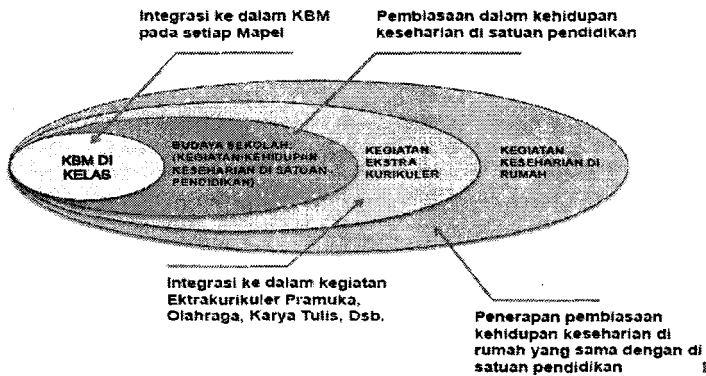 Integrasi ke dalam KBM
pada setiap Mapel
Pembiasaan dalam kehidupan
keseharian di satuan pendidikan
KBM DI
KELAS
BUDAYA SEKOLAH:
(KEGIATAN/KEHIDUPAN
KESEHARIAN DI SATUAN
PENDIDIKAN)
KEGIATAN
EKSTRA
KURIKULER
KEGIATAN
KESEHARIAN DI
RUMAH
Integrasi ke dalam kegiatan
Ektrakurikuler Pramuka,
Olahraga, Karya Tulis, Dsb.
Penerapan pembiasaan
kehidupan keseharian di
rumah yang sama dengan di
satuan pendidikan